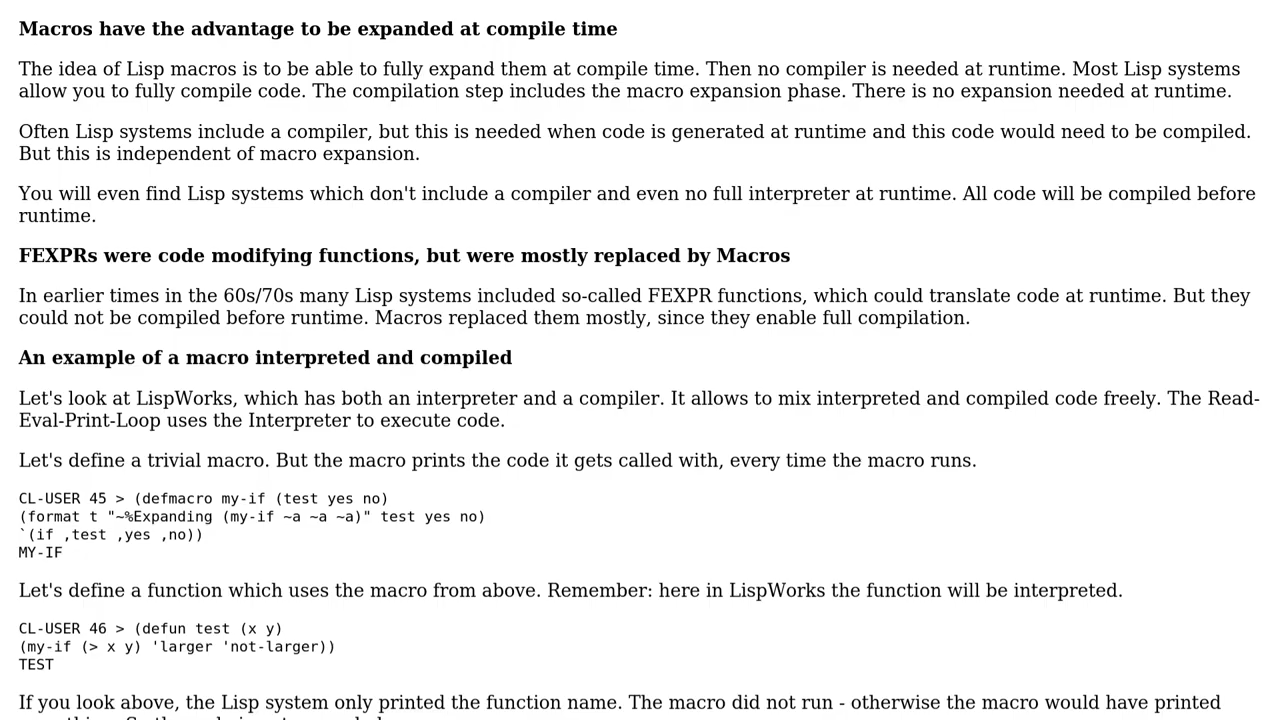 Macros have the advantage to be expanded at compile time
The idea of Lisp macros is to be able to fully expand them at compile time. Then no compiler is needed at runtime. Most Lisp systems
allow you to fully compile code. The compilation step includes the macro expansion phase. There is no expansion needed at runtime.
Often Lisp systems include a compiler, but this is needed when code is generated at runtime and this code would need to be compiled.
But this is independent of macro expansion.
You will even find Lisp systems which don't include a compiler and even no full interpreter at runtime. All code will be compiled before
runtime.
FEXPRs were code modifying functions, but were mostly replaced by Macros
In earlier times in the 60s/70s many Lisp systems included so-called FEXPR functions, which could translate code at runtime. But they
could not be compiled before runtime. Macros replaced them mostly, since they enable full compilation.
An example of a macro interpreted and compiled
Let's look at LispWorks, which has both an interpreter and a compiler. It allows to mix interpreted and compiled code freely. The Read-
Eval-Print-Loop uses the Interpreter to execute code.
Let's define a trivial macro. But the macro prints the code it gets called with, every time the macro runs.
CL-USER 45 > (defmacro my-if (test yes no)
(format t "~%Expanding (my-if ~a ~a ~a)" test yes no)
`(if ,test ,yes ,no))
MY-IF
Let's define a function which uses the macro from above. Remember: here in LispWorks the function will be interpreted.
CL-USER 46 > (defun test (x y)
(my-if (> x y) 'larger 'not-larger))
TEST
If you look above, the Lisp system only printed the function name. The macro did not run - otherwise the macro would have printed